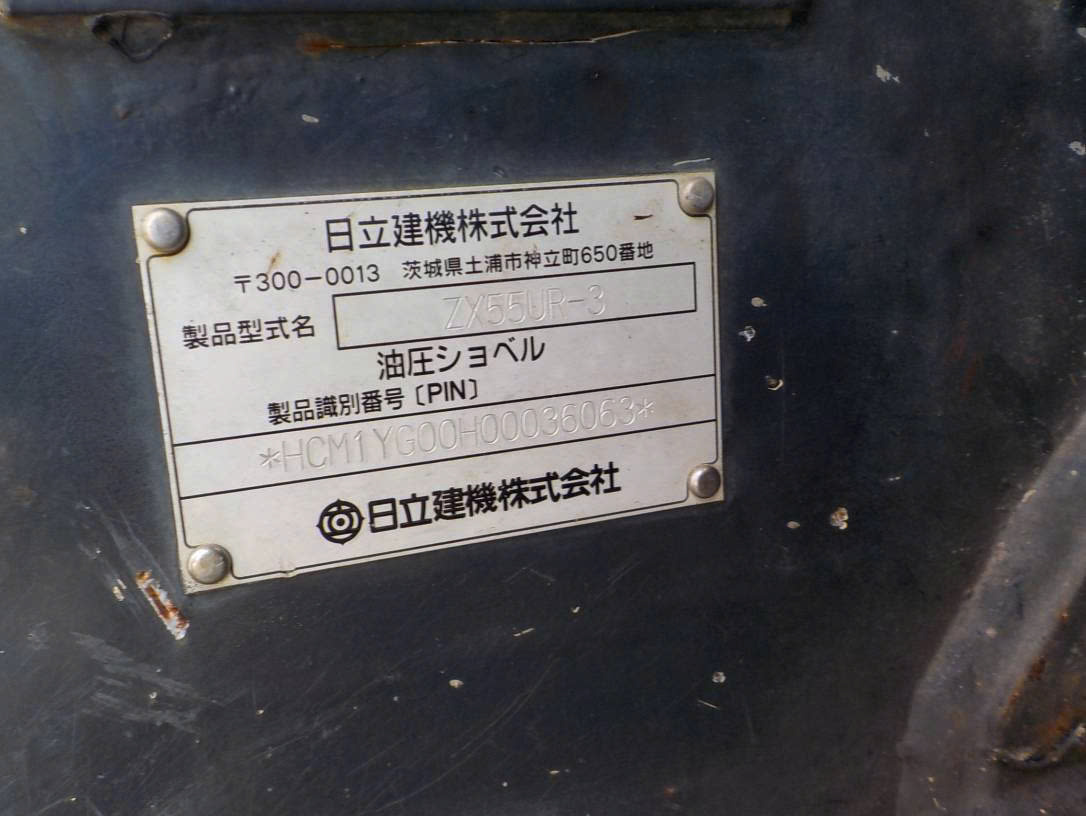 日立建機株式会社
〒300-0013 茨城県土浦市神立町650番地
製品型式名 ZX55UR-3
油圧ショベル
製品識別番号〔PIN〕
*HCM1YG00H00036063*
日立建機株式会社